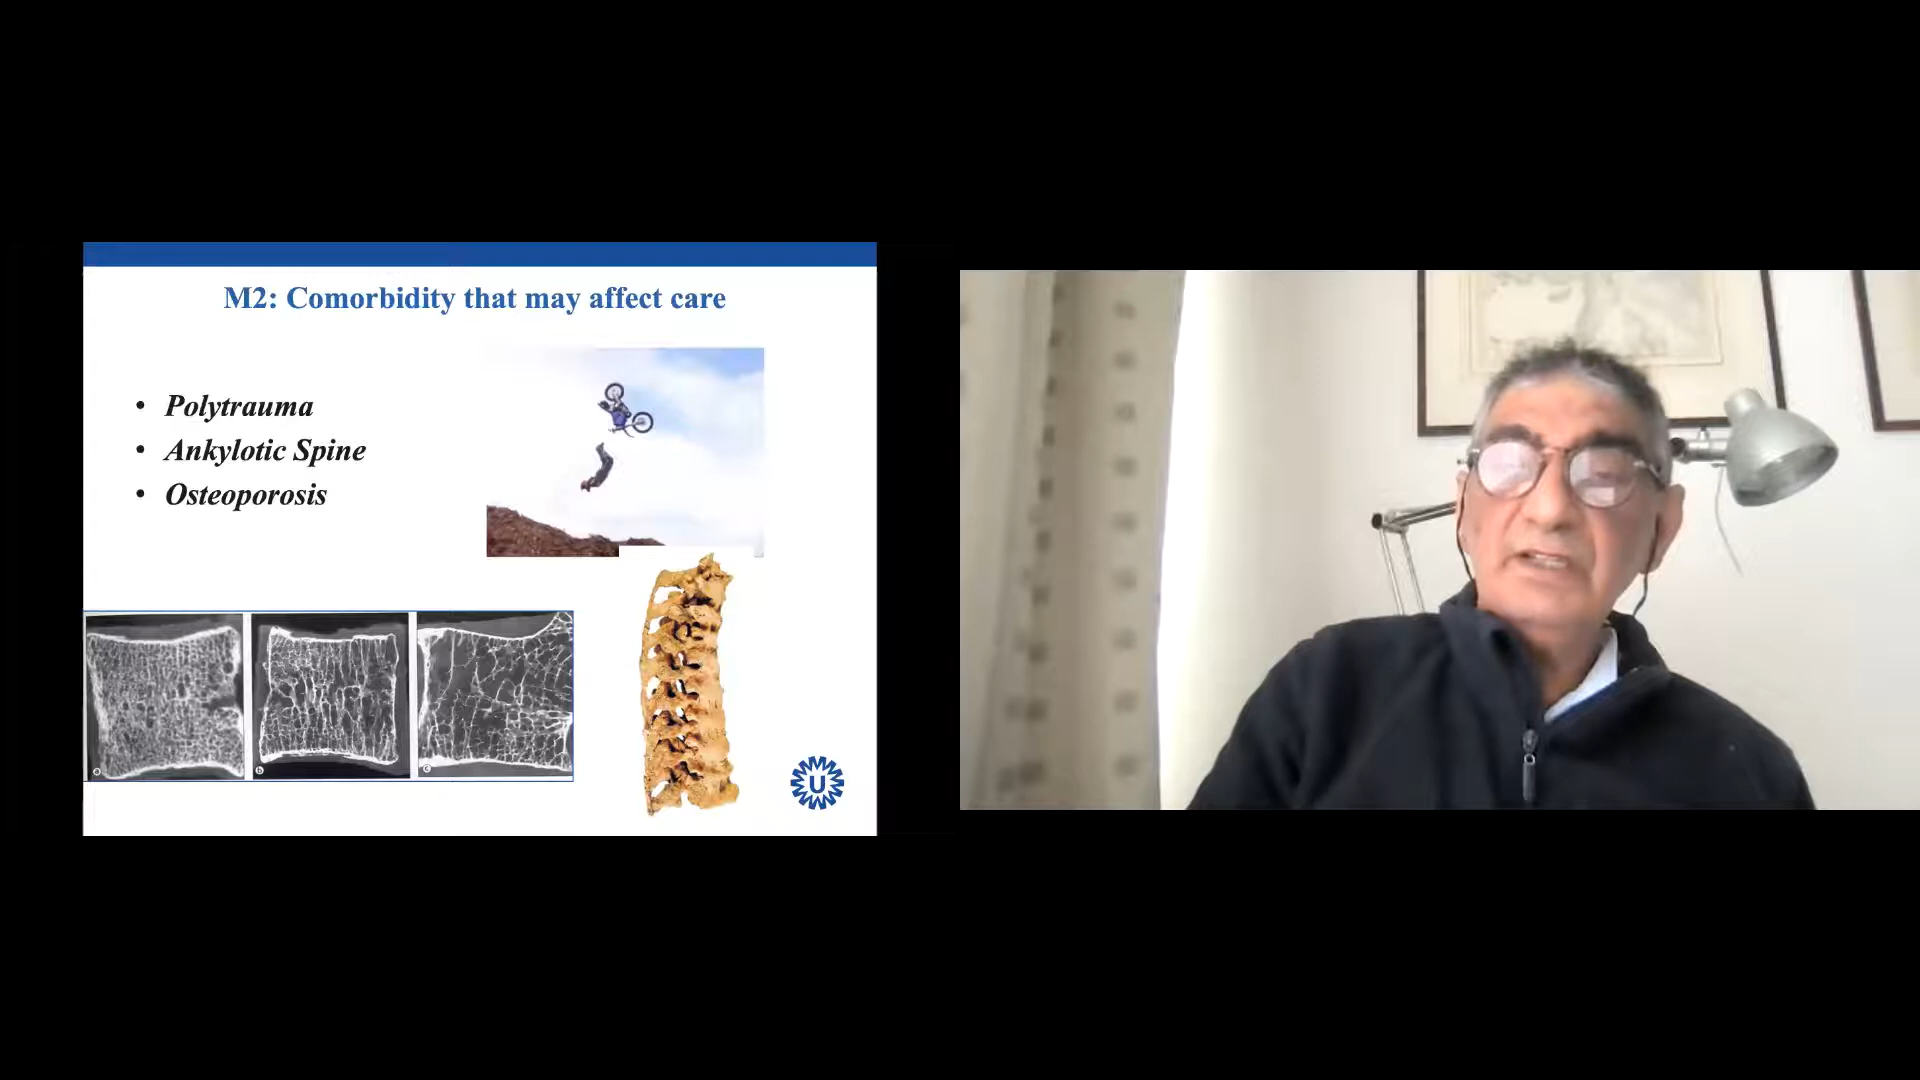 M2: Comorbidity that may affect care
• Polytrauma
• Ankylotic Spine
• Osteoporosis
a
b
c
U